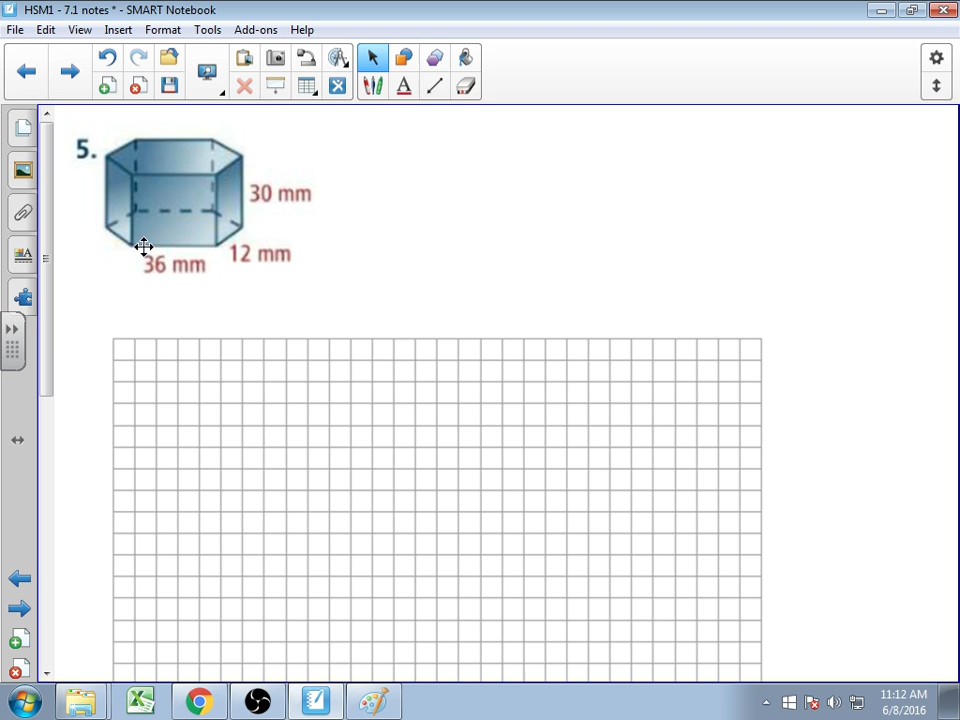 HSM1 - 7.1 notes * - SMART Notebook
File Edit View Insert Format Tools Add-ons Help
5.
30 mm
12 mm
36 mm
11:12 AM
6/8/2016